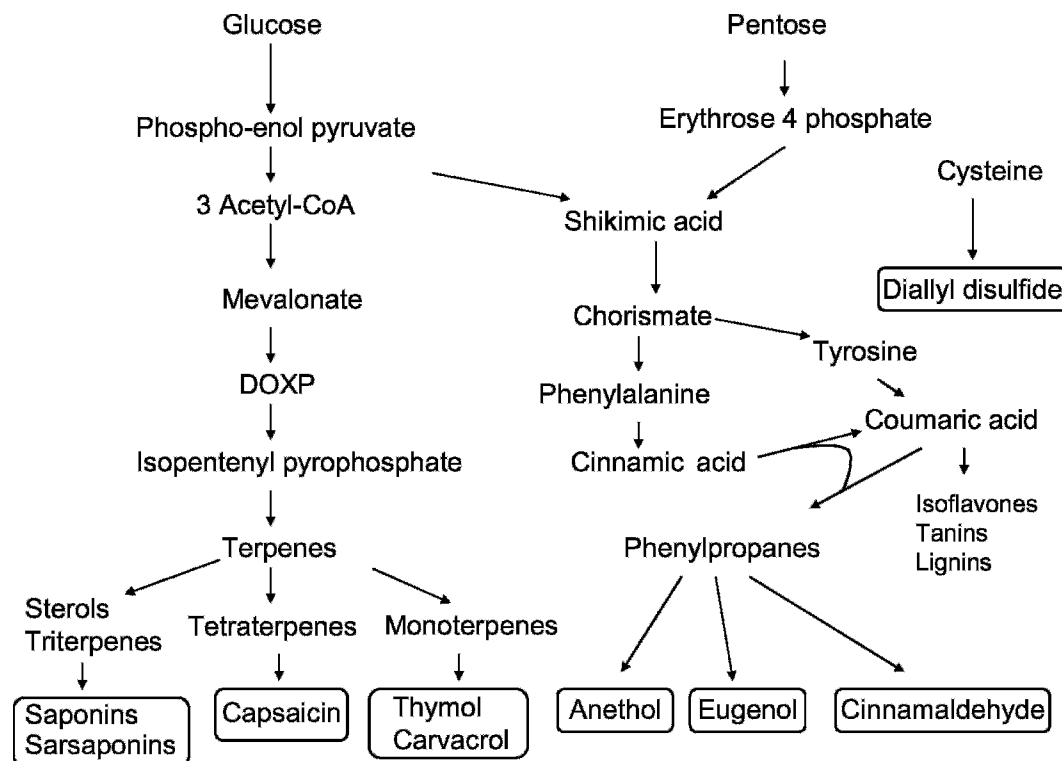 Glucose
Pentose
Phospho-enol pyruvate
Erythrose 4 phosphate
Cysteine
3 Acetyl-CoA
Shikimic acid
Diallyl disulfide
Mevalonate
Chorismate
Tyrosine
DOXP
Phenylalanine
Coumaric acid
Isopentenyl pyrophosphate
Cinnamic acid
Isoflavones
Tanins
Lignins
Terpenes
Phenylpropanes
Sterols
Triterpenes
Tetraterpenes
Monoterpenes
Saponins
Sarsaponins
Capsaicin
Thymol
Carvacrol
Anethol
Eugenol
Cinnamaldehyde